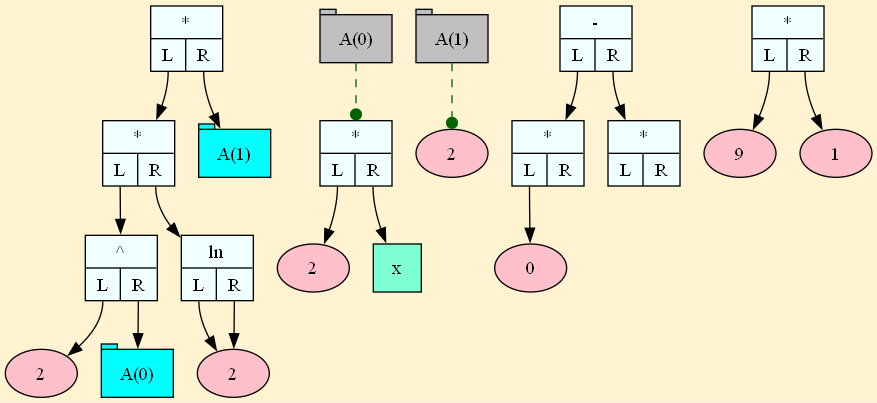 * A(0) A(1) - *
L R L R L R
* A(1) * 2 * * 9 1
L R L R L R L R
^ ln 2 x 0
L R L R
2 A(0) 2